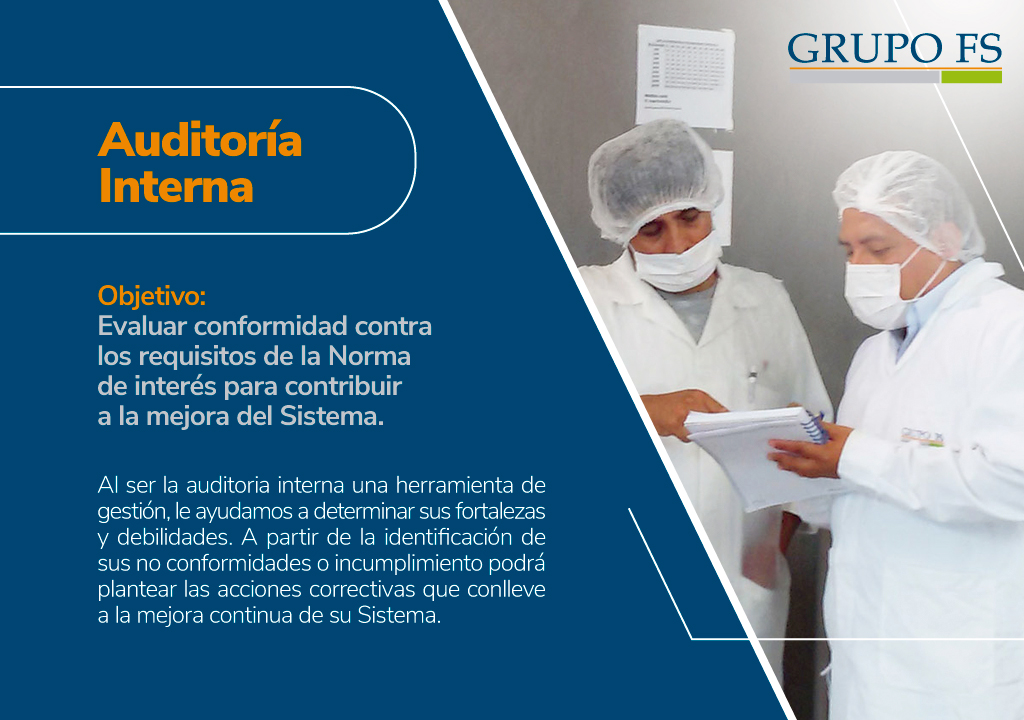 GRUPO FS
Auditoría
Interna
Objetivo:
Evaluar conformidad contra
los requisitos de la Norma
de interés para contribuir
a la mejora del Sistema.
Al ser la auditoria interna una herramienta de
gestión, le ayudamos a determinar sus fortalezas
y debilidades. A partir de la identificación de
sus no conformidades o incumplimiento podrá
plantear las acciones correctivas que conlleve
a la mejora continua de su Sistema.
GRUPO FS